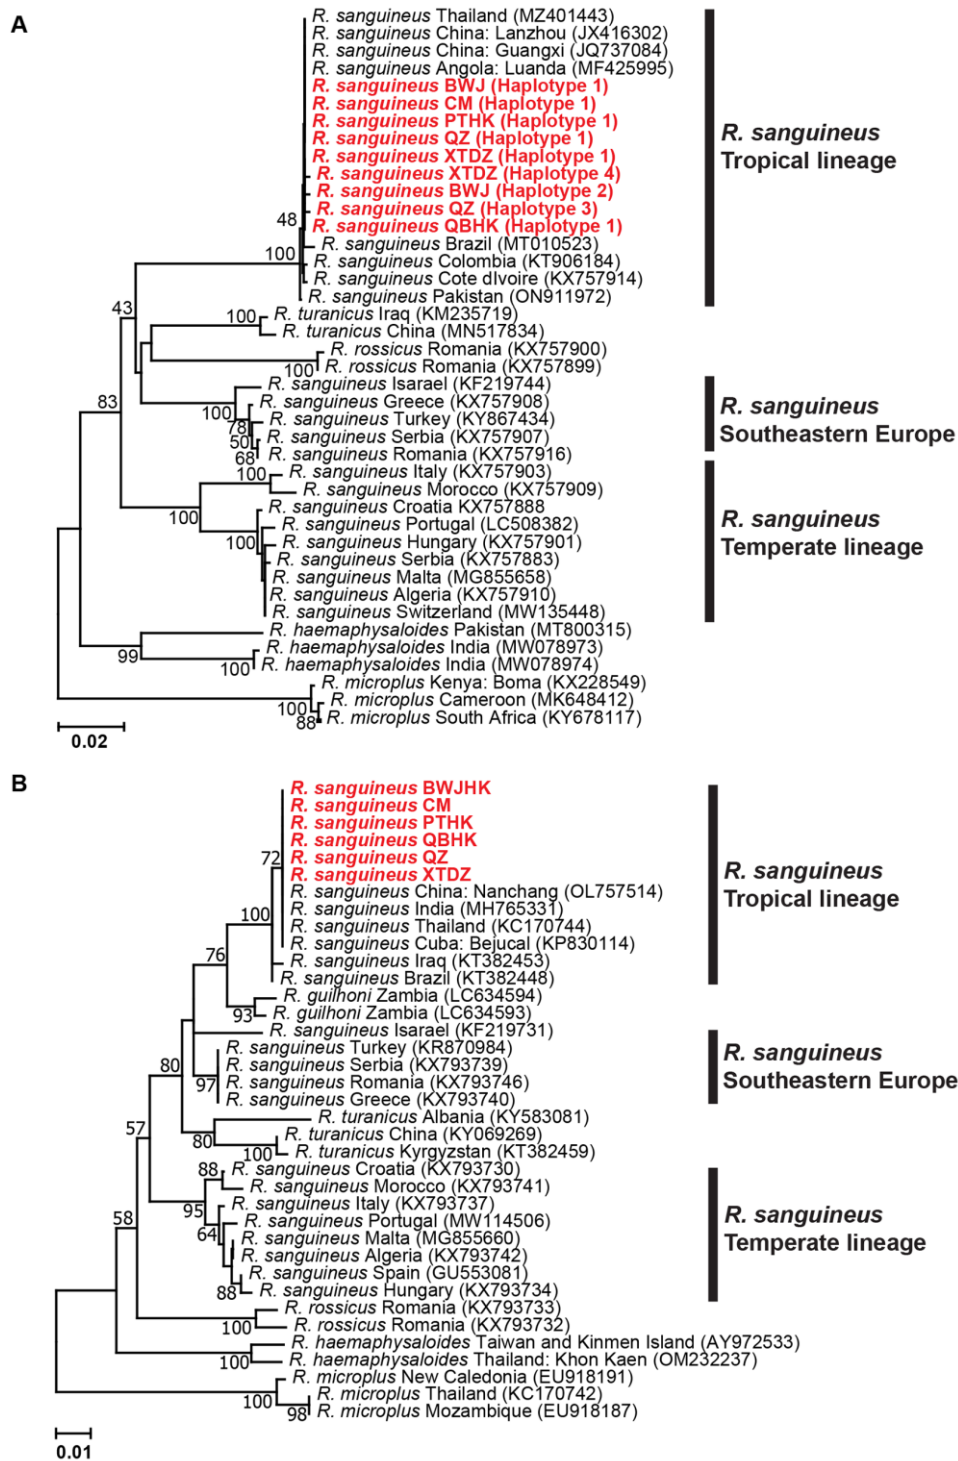 A
R. sanguineus Thailand (MZ401443)
R. sanguineus China: Lanzhou (JX416302)
R. sanguineus China: Guangxi (JQ737084)
R. sanguineus Angola: Luanda (MF425995)
R. sanguineus BWJ (Haplotype 1)
R. sanguineus CM (Haplotype 1)
R. sanguineus PTHK (Haplotype 1)
R. sanguineus QZ (Haplotype 1)
R. sanguineus XTDZ (Haplotype 1)
R. sanguineus XTDZ (Haplotype 4)
R. sanguineus BWJ (Haplotype 2)
R. sanguineus QZ (Haplotype 3)
R. sanguineus QBHK (Haplotype 1)
R. sanguineus Brazil (MT010523)
R. sanguineus Colombia (KT906184)
R. sanguineus Cote dIvoire (KX757914)
R. sanguineus Pakistan (ON911972)
R. turanicus Iraq (KM235719)
R. turanicus China (MN517834)
R. rossicus Romania (KX757900)
R. rossicus Romania (KX757899)
R. sanguineus Isarael (KF219744)
R. sanguineus Greece (KX757908)
R. sanguineus Turkey (KY867434)
R. sanguineus Serbia (KX757907)
R. sanguineus Romania (KX757916)
R. sanguineus Italy (KX757903)
R. sanguineus Morocco (KX757909)
R. sanguineus Croatia KX757888
R. sanguineus Portugal (LC508382)
R. sanguineus Hungary (KX757901)
R. sanguineus Serbia (KX757883)
R. sanguineus Malta (MG855658)
R. sanguineus Algeria (KX757910)
R. sanguineus Switzerland (MW135448)
R. haemaphysaloides Pakistan (MT800315)
R. haemaphysaloides India (MW078973)
R. haemaphysaloides India (MW078974)
R. microplus Kenya: Boma (KX228549)
R. microplus Cameroon (MK648412)
R. microplus South Africa (KY678117)
48
100
43
100
100
83
100
78
50
68
100
100
100
99
100
100
88
0.02
R. sanguineus
Tropical lineage
R. sanguineus
Southeastern Europe
R. sanguineus
Temperate lineage
B
R. sanguineus BWJHK
R. sanguineus CM
R. sanguineus PTHK
R. sanguineus QBHK
R. sanguineus QZ
R. sanguineus XTDZ
R. sanguineus China: Nanchang (OL757514)
R. sanguineus India (MH765331)
R. sanguineus Thailand (KC170744)
R. sanguineus Cuba: Bejucal (KP830114)
R. sanguineus Iraq (KT382453)
R. sanguineus Brazil (KT382448)
R. guilhoni Zambia (LC634594)
R. guilhoni Zambia (LC634593)
R. sanguineus Isarael (KF219731)
R. sanguineus Turkey (KR870984)
R. sanguineus Serbia (KX793739)
R. sanguineus Romania (KX793746)
R. sanguineus Greece (KX793740)
R. turanicus Albania (KY583081)
R. turanicus China (KY069269)
R. turanicus Kyrgyzstan (KT382459)
R. sanguineus Croatia (KX793730)
R. sanguineus Morocco (KX793741)
R. sanguineus Italy (KX793737)
R. sanguineus Portugal (MW114506)
R. sanguineus Malta (MG855660)
R. sanguineus Algeria (KX793742)
R. sanguineus Spain (GU553081)
R. sanguineus Hungary (KX793734)
R. rossicus Romania (KX793733)
R. rossicus Romania (KX793732)
R. haemaphysaloides Taiwan and Kinmen Island (AY972533)
R. haemaphysaloides Thailand: Khon Kaen (OM232237)
R. microplus New Caledonia (EU918191)
R. microplus Thailand (KC170742)
R. microplus Mozambique (EU918187)
72
100
76
93
80
97
57
80
100
88
95
64
58
88
100
100
100
98
0.01
R. sanguineus
Tropical lineage
R. sanguineus
Southeastern Europe
R. sanguineus
Temperate lineage